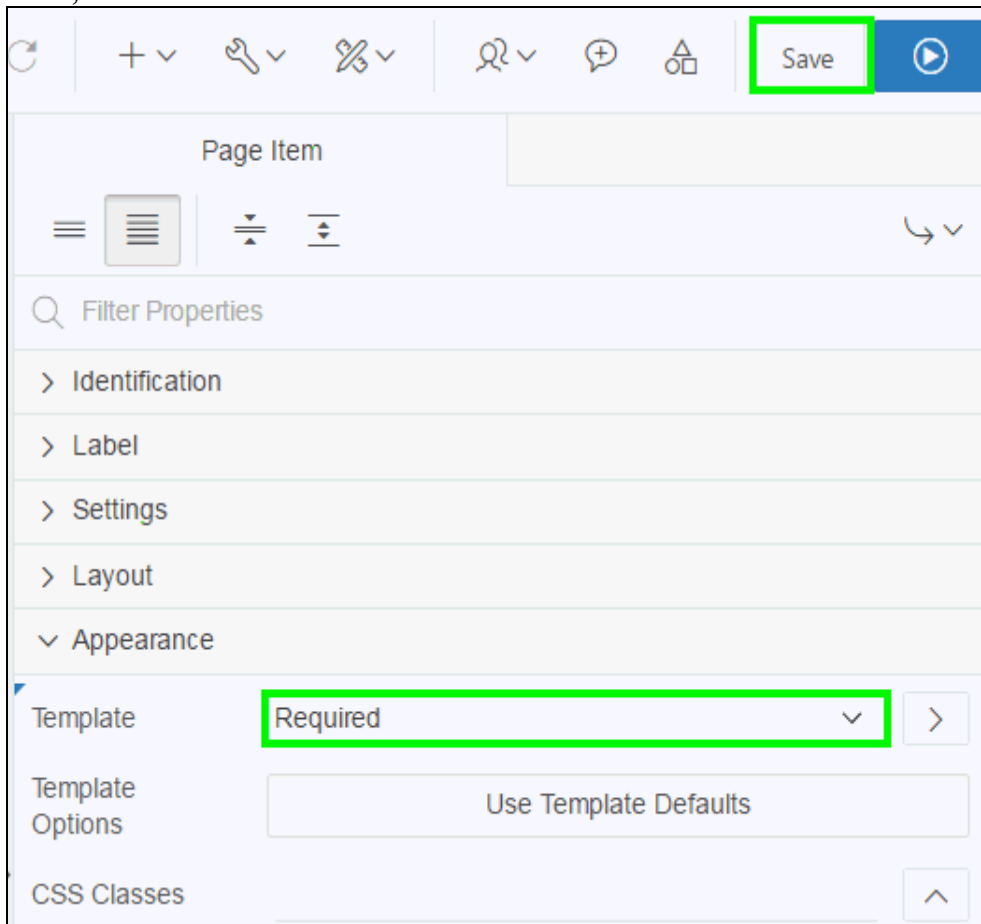 Save
Page Item
Filter Properties
Identification
Label
Settings
Layout
Appearance
Template
Required
Template
Options
Use Template Defaults
CSS Classes